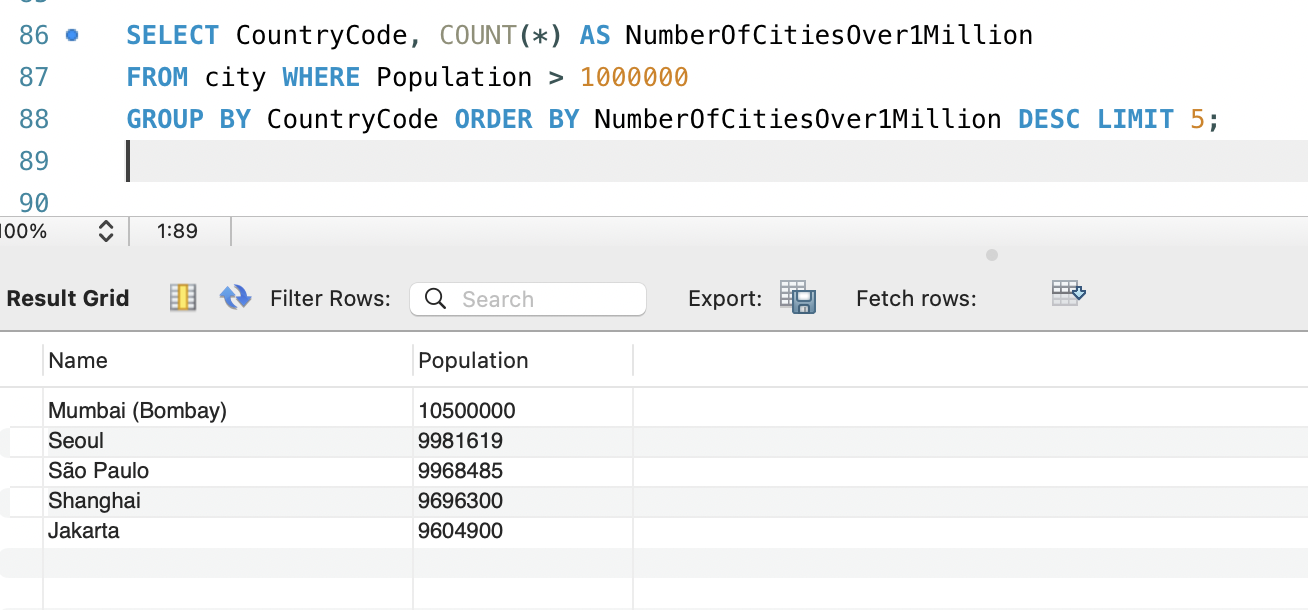 86 SELECT CountryCode, COUNT(*) AS NumberOfCitiesOver1Million
87 FROM city WHERE Population > 1000000
88 GROUP BY CountryCode ORDER BY NumberOfCitiesOver1Million DESC LIMIT 5;
89
90
100% 1:89
Result Grid Filter Rows: Search Export: Fetch rows:
Name Population
Mumbai (Bombay) 10500000
Seoul 9981619
São Paulo 9968485
Shanghai 9696300
Jakarta 9604900